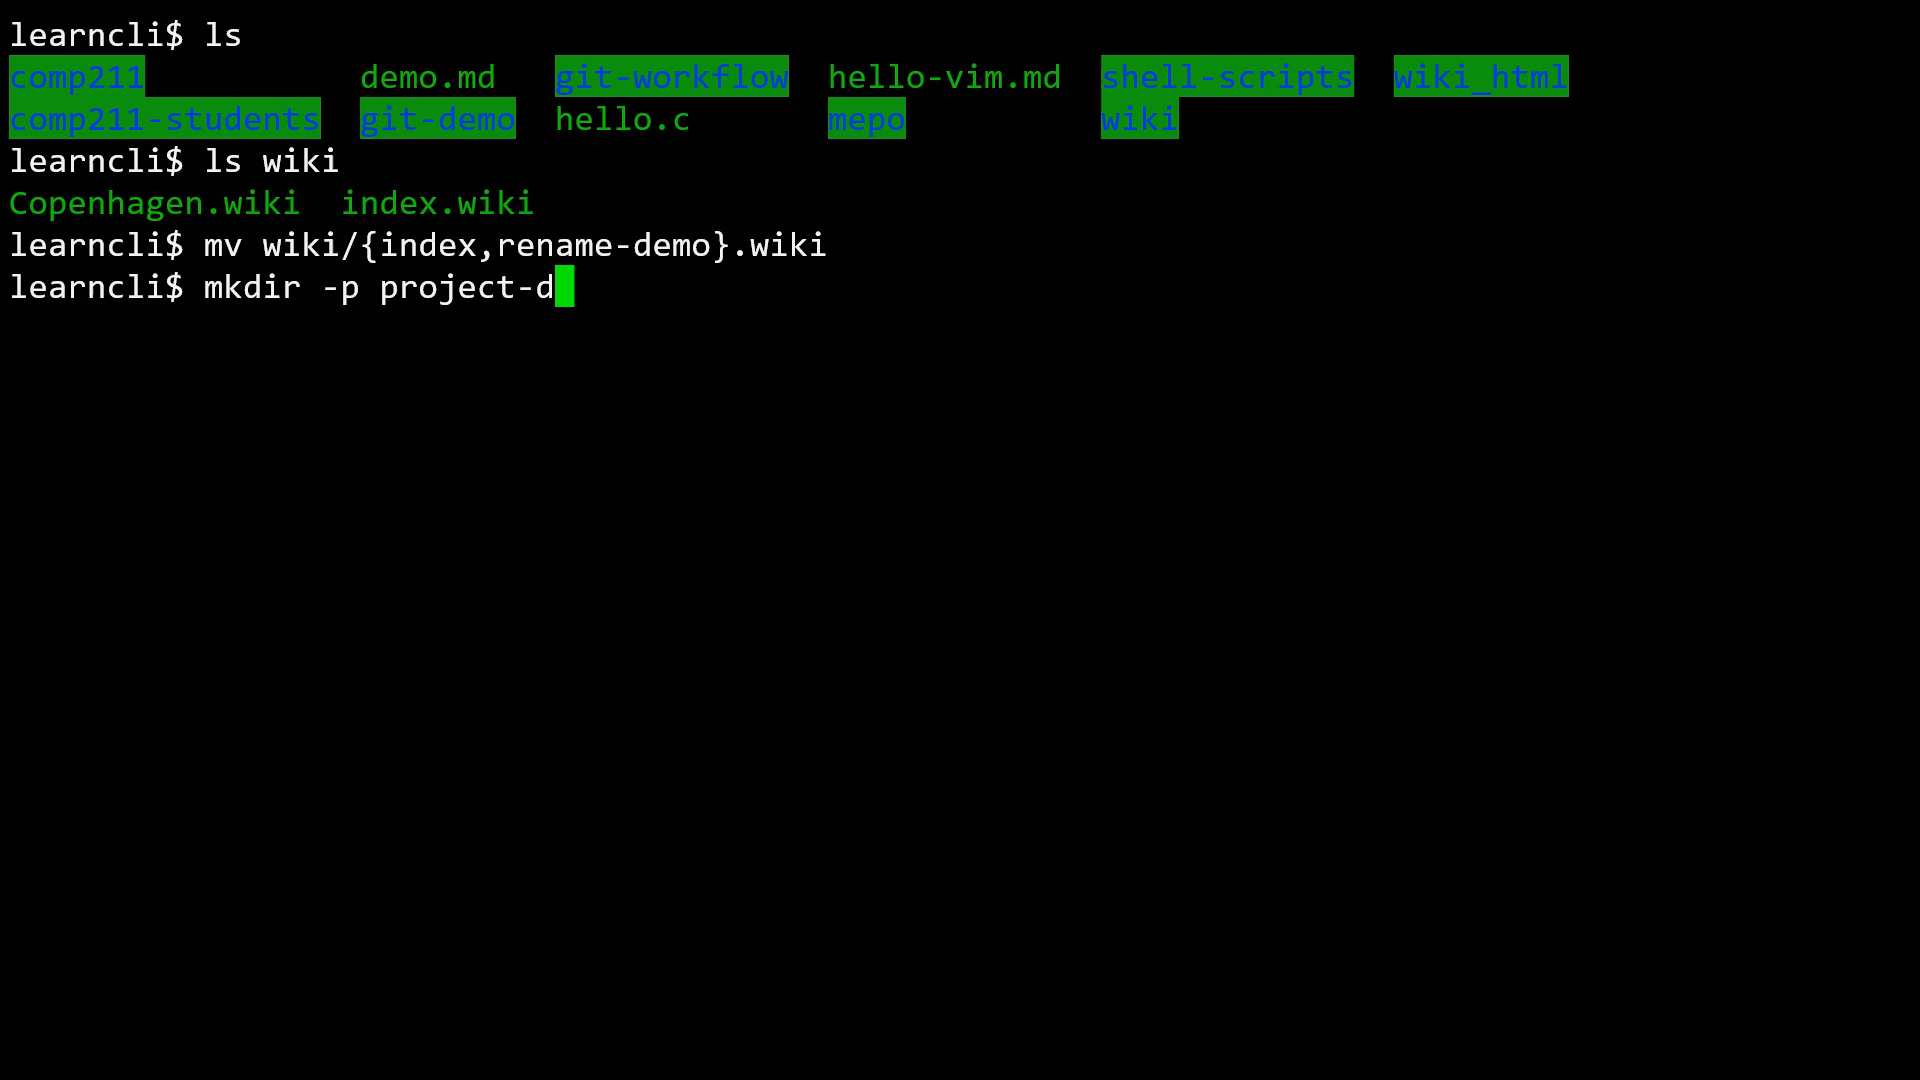 learncli$ ls
comp211 demo.md git-workflow hello-vim.md shell-scripts wiki_html
comp211-students git-demo hello.c mepo wiki
learncli$ ls wiki
Copenhagen.wiki index.wiki
learncli$ mv wiki/{index,rename-demo}.wiki
learncli$ mkdir -p project-d